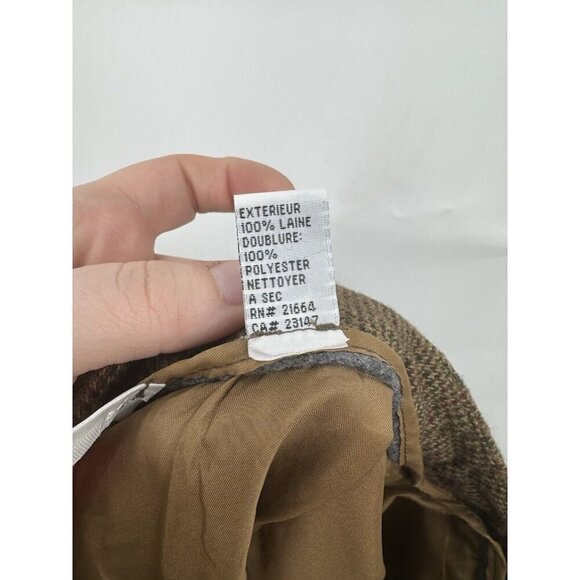 EXTERIEUR
100% LAINE
DOUBLURE:
100%
POLYESTER
NETTOYER
A SEC
RN# 21664
CA# 23147